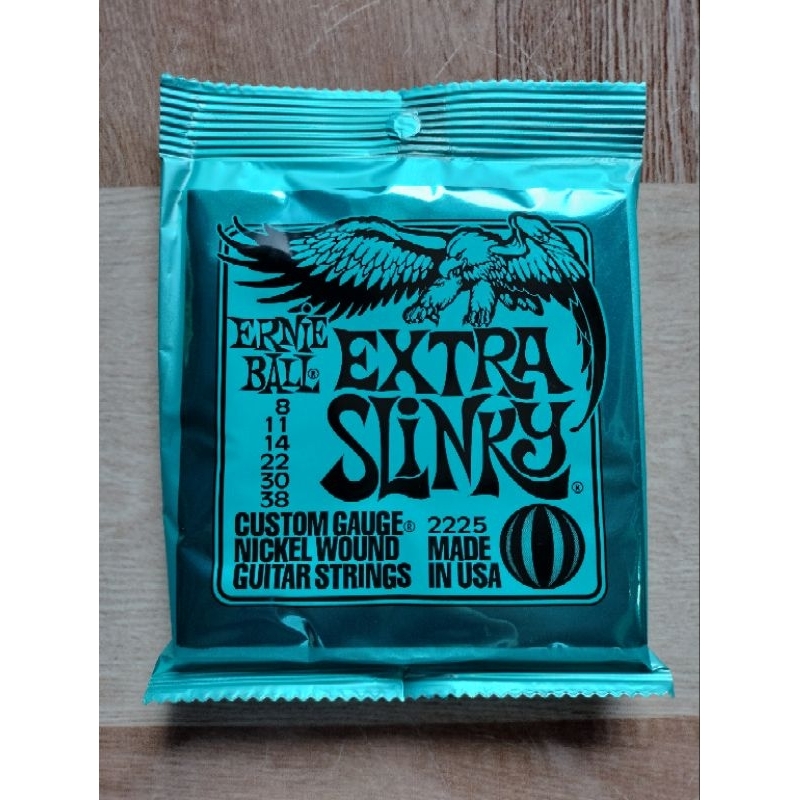 ERNIE
BALL®
EXTRA
SLINKY®
8
11
14
22
30
38
CUSTOM GAUGE®
NICKEL WOUND
GUITAR STRINGS
2225
MADE
IN USA